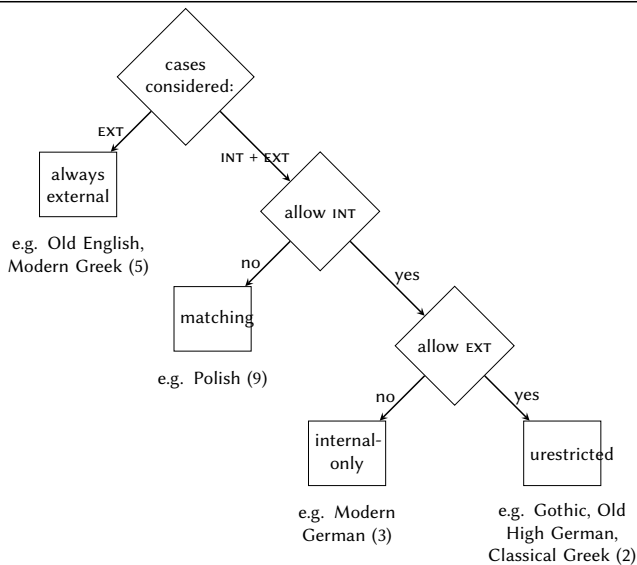 cases
considered:
EXT
INT + EXT
always
external
allow INT
e.g. Old English,
Modern Greek (5)
no
yes
matching
allow EXT
e.g. Polish (9)
no
yes
internal-
only
urestricted
e.g. Modern
German (3)
e.g. Gothic, Old
High German,
Classical Greek (2)